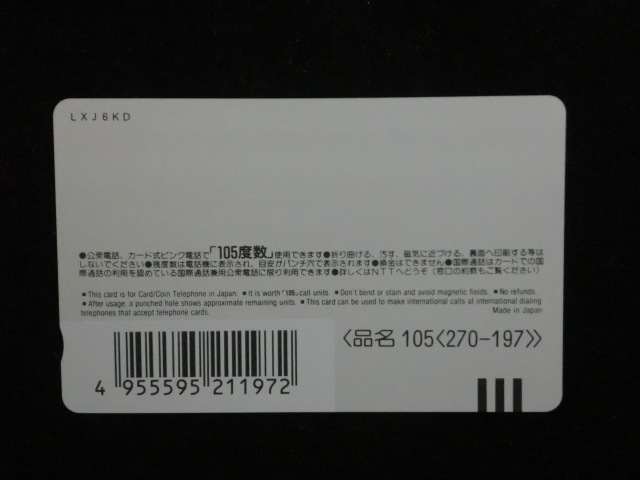 LXJ6KD
●公衆電話、カード式ピンク電話で「105度数」使用できます●折り曲げる、汚す、磁気に近づける、裏面へ印刷する等は
しないでください●残度数は電話機に表示され、目安がパンチ穴で表示されます●換金はできません●国際通話はカードでの国
際通話の利用を認めている国際通話兼用公衆電話に限り利用できます●詳しくはNTTへどうぞ（窓口の約款もご覧ください）
■This card is for Card/Coin Telephone in Japan. ■It is worth "105" call units. ■Don't bend or stain and avoid magnetic fields. ■No refunds.
■After usage, a punched hole shows approximate remaining units. ■This card can be used to make international calls at international dialing
telephones that accept telephone cards.
Made in Japan
〈品名 105〈270-197〉〉
4 955595 211972